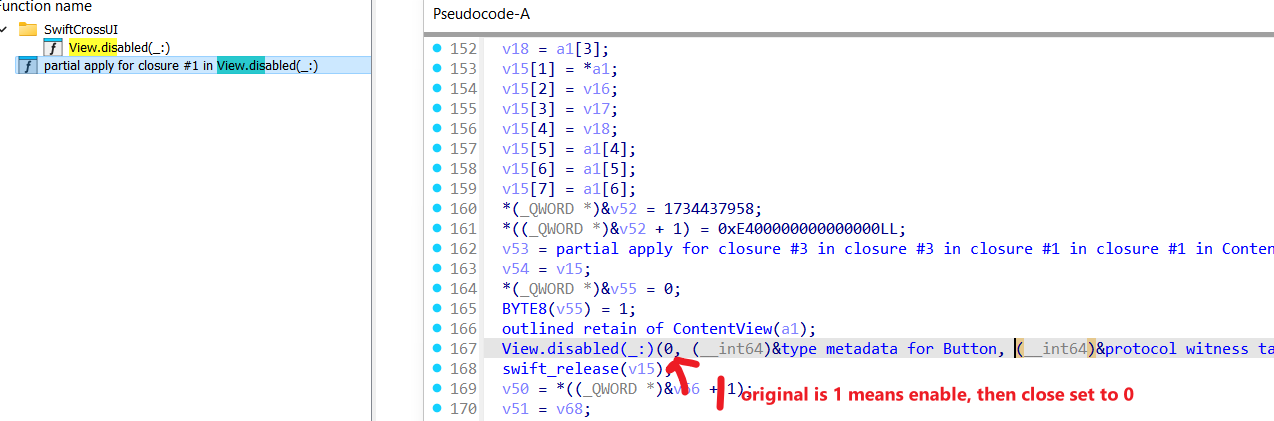 Function name
SwiftCrossUI
f View.disabled(_:)
f partial apply for closure #1 in View.disabled(_:)
Pseudocode-A
152 v18 = a1[3];
153 v15[1] = *a1;
154 v15[2] = v16;
155 v15[3] = v17;
156 v15[4] = v18;
157 v15[5] = a1[4];
158 v15[6] = a1[5];
159 v15[7] = a1[6];
160 *(_QWORD *)&v52 = 1734437958;
161 *((_QWORD *)&v52 + 1) = 0xE400000000000000LL;
162 v53 = partial apply for closure #3 in closure #3 in closure #1 in closure #1 in Conten
163 v54 = v15;
164 *(_QWORD *)&v55 = 0;
165 BYTE8(v55) = 1;
166 outlined retain of ContentView(a1);
167 View.disabled(_:)(0, (__int64)&type metadata for Button, (__int64)&protocol witness ta
168 swift_release(v15);
169 v50 = *((_QWORD *)&v66 + 1);
170 v51 = v68;
original is 1 means enable, then close set to 0